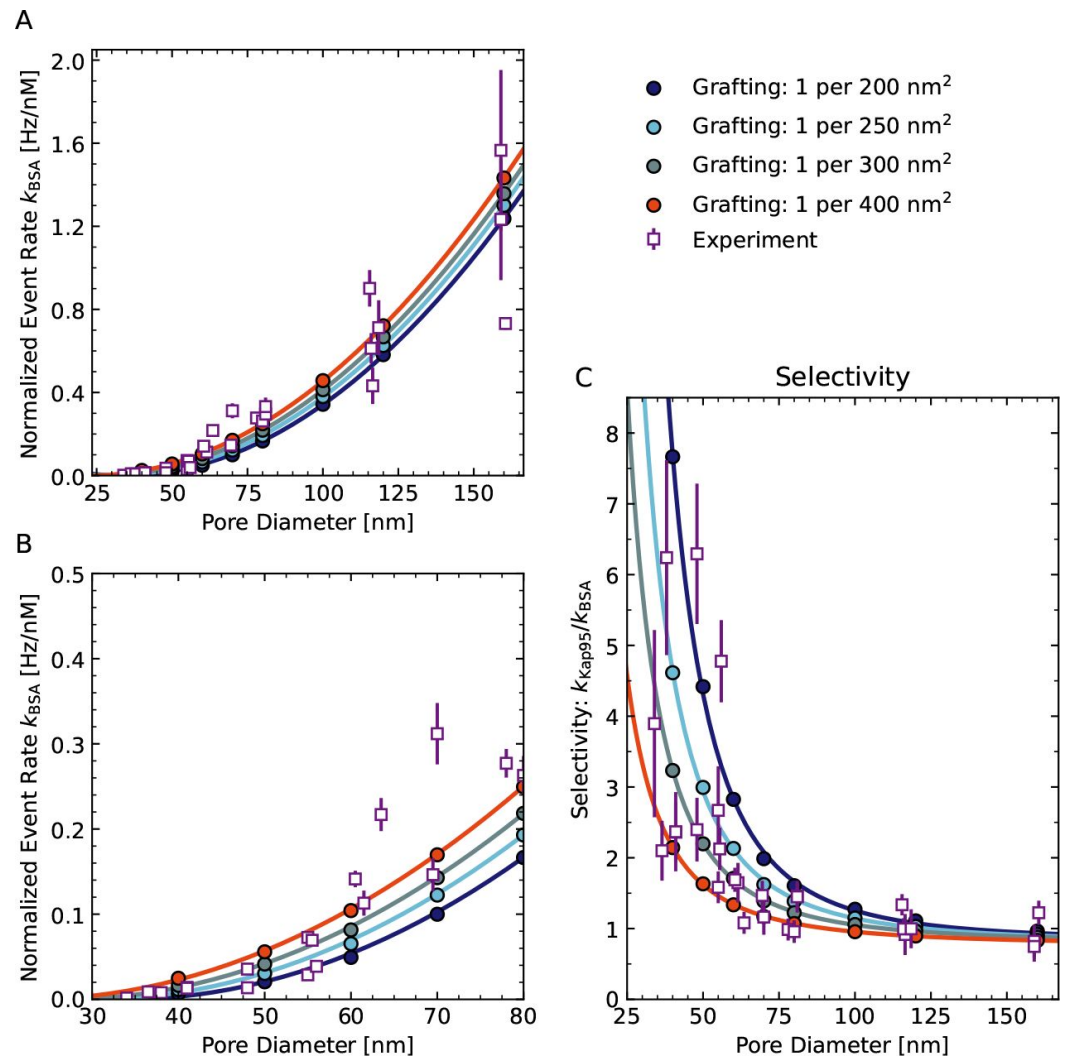 A
Normalized Event Rate k_BSA [Hz/nM]
2.0
1.6
1.2
0.8
0.4
0.0
25 50 75 100 125 150
Pore Diameter [nm]
Grafting: 1 per 200 nm²
Grafting: 1 per 250 nm²
Grafting: 1 per 300 nm²
Grafting: 1 per 400 nm²
Experiment
B
Normalized Event Rate k_BSA [Hz/nM]
0.5
0.4
0.3
0.2
0.1
0.0
30 40 50 60 70 80
Pore Diameter [nm]
C
Selectivity
Selectivity: k_Kap95/k_BSA
8
7
6
5
4
3
2
1
0
25 50 75 100 125 150
Pore Diameter [nm]